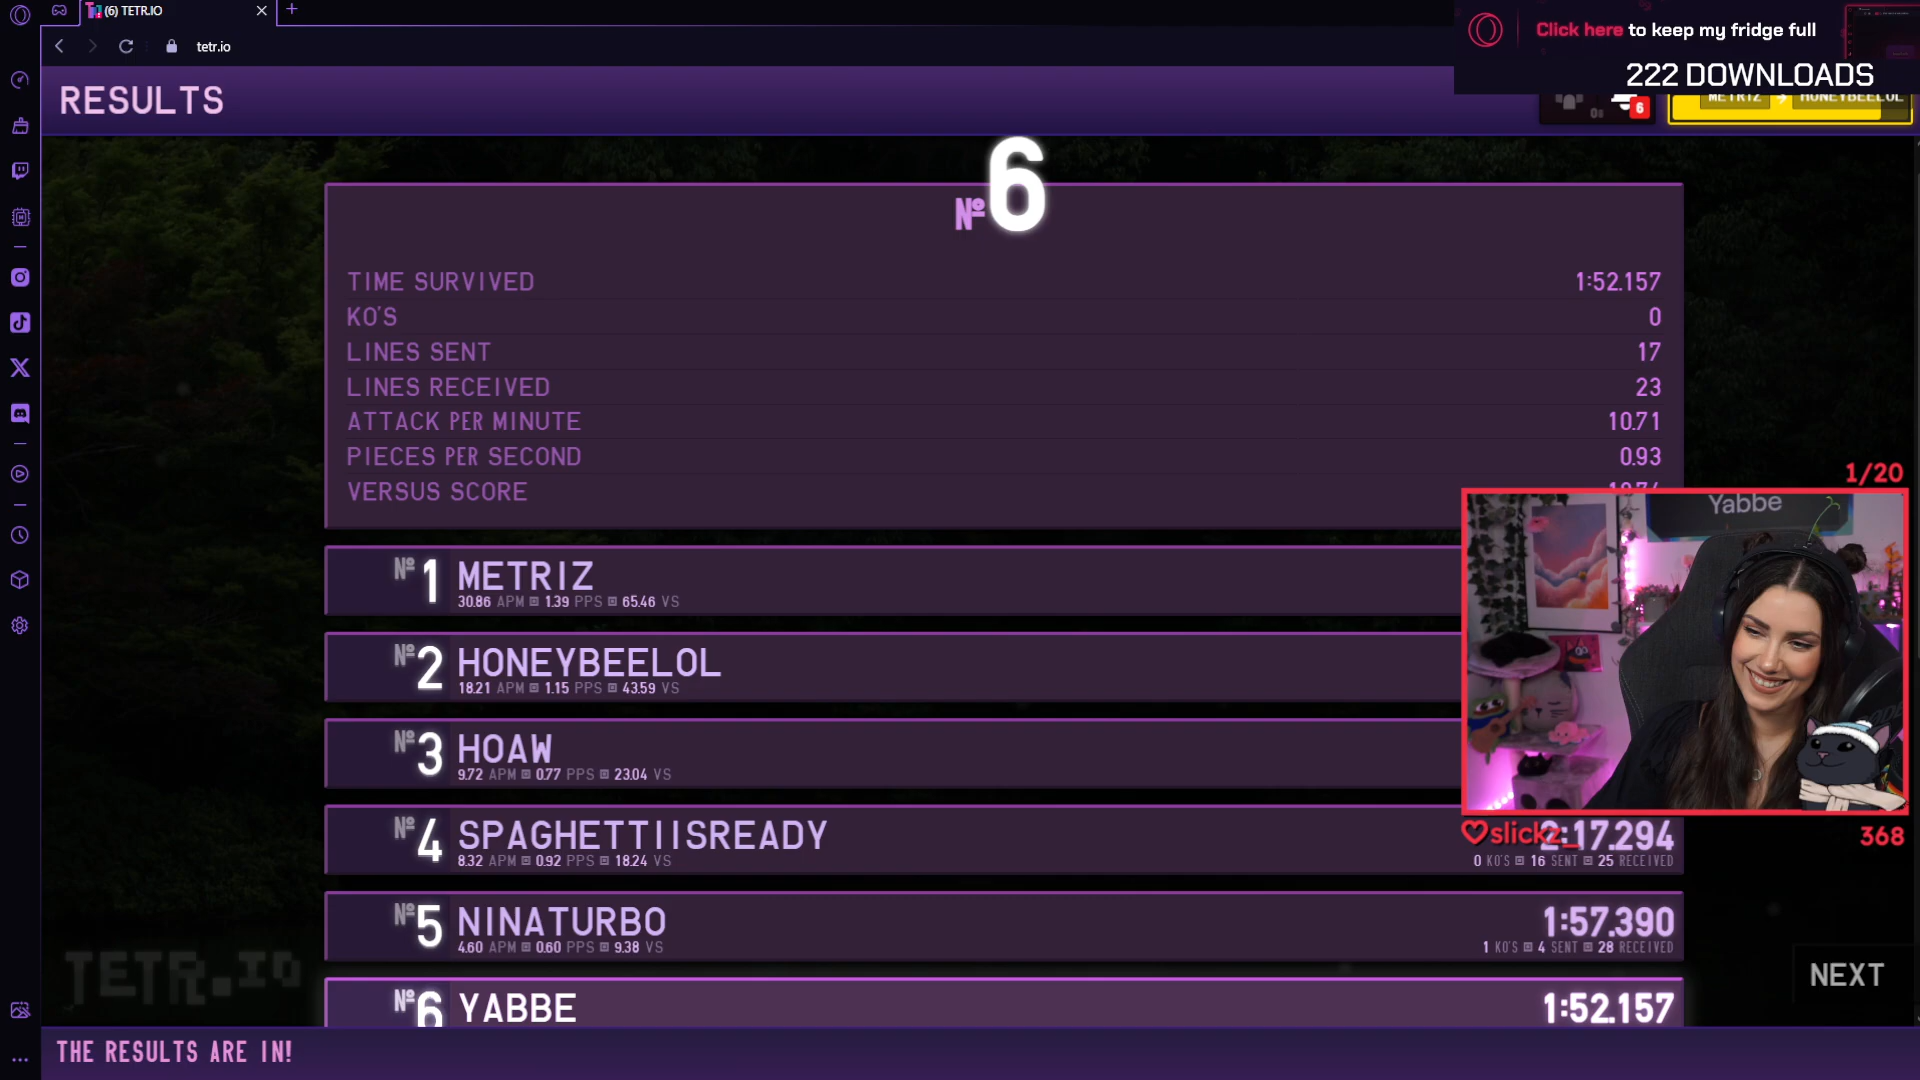 (6) TETR.IO
tetr.io
Click here to keep my fridge full
222 DOWNLOADS
RESULTS
6
METRIZ HONEYBEELOL
№6
TIME SURVIVED 1:52.157
KO'S 0
LINES SENT 17
LINES RECEIVED 23
ATTACK PER MINUTE 10.71
PIECES PER SECOND 0.93
VERSUS SCORE
1/20
Yabbe
№1 METRIZ
30.86 APM 1.39 PPS 65.46 VS
№2 HONEYBEELOL
18.21 APM 1.15 PPS 43.59 VS
№3 HOAW
9.72 APM 0.77 PPS 23.04 VS
№4 SPAGHETTIISREADY 2:17.294
8.32 APM 0.92 PPS 18.24 VS
0 KO'S 16 SENT 25 RECEIVED
slickz_
368
№5 NINATURBO 1:57.390
4.60 APM 0.60 PPS 9.38 VS
1 KO'S 4 SENT 28 RECEIVED
TETR.IO
NEXT
№6 YABBE 1:52.157
THE RESULTS ARE IN!